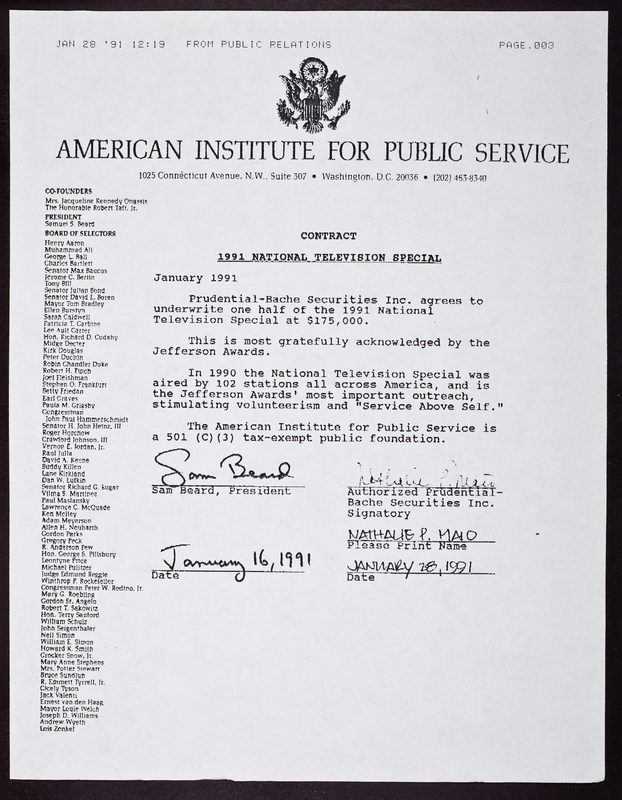 JAN 28 '91 12:19 FROM PUBLIC RELATIONS PAGE.003
AMERICAN INSTITUTE FOR PUBLIC SERVICE
1025 Connecticut Avenue, N.W., Suite 307 • Washington, D.C. 20036 • (202) 463-8340
CO-FOUNDERS
Mrs. Jacqueline Kennedy Onassis
The Honorable Robert Taft, Jr.
PRESIDENT
Samuel S. Beard
BOARD OF SELECTORS
Henry Aaron
Muhammad Ali
George L. Ball
Charles Bartlett
Senator Max Baucus
Jerome C. Berlin
Tony Bill
Senator Julian Bond
Senator David L. Boren
Mayor Tom Bradley
Ellen Burstyn
Sarah Caldwell
Patricia T. Carbine
Lee Ault Carter
Hon. Richard D. Cudahy
Midge Decter
Kirk Douglas
Peter Duchin
Robin Chandler Duke
Robert H. Finch
Joel Fleishman
Stephen O. Frankfurt
Betty Friedan
Earl Graves
Paula M. Grigsby
Congressman
John Paul Hammerschmidt
Senator H. John Heinz, III
Roger Horchow
Crawford Johnson, III
Vernon E. Jordan, Jr.
Raul Julia
David A. Keene
Buddy Killen
Lane Kirkland
Dan W. Lufkin
Senator Richard G. Lugar
Vilma S. Martinez
Paul Maslansky
Lawrence C. McQuade
Ken Melley
Adam Meyerson
Allen H. Neuharth
Gordon Parks
Gregory Peck
R. Anderson Pew
Hon. George S. Pillsbury
Leontyne Price
Michael Pulitzer
Judge Edmund Reggie
Winthrop P. Rockefeller
Congressman Peter W. Rodino, Jr.
Mary G. Roebling
Gordon St. Angelo
Robert T. Sakowitz
Hon. Terry Sanford
William Schulz
John Seigenthaler
Neil Simon
William E. Simon
Howard K. Smith
Crocker Snow, Jr.
Mary Anne Stephens
Mrs. Potter Stewart
Bruce Sundlun
R. Emmett Tyrrell, Jr.
Cicely Tyson
Jack Valenti
Ernest van den Haag
Mayor Louie Welch
Joseph D. Williams
Andrew Wyeth
Lois Zenkel
CONTRACT
1991 NATIONAL TELEVISION SPECIAL
January 1991
Prudential-Bache Securities Inc. agrees to
underwrite one half of the 1991 National
Television Special at $175,000.
This is most gratefully acknowledged by the
Jefferson Awards.
In 1990 the National Television Special was
aired by 102 stations all across America, and is
the Jefferson Awards' most important outreach,
stimulating volunteerism and "Service Above Self."
The American Institute for Public Service is
a 501 (C)(3) tax-exempt public foundation.
Sam Beard
Sam Beard, President
January 16, 1991
Date
Nathalie P. Maio
Authorized Prudential-
Bache Securities Inc.
Signatory
NATHALIE P. MAIO
Please Print Name
JANUARY 28, 1991
Date